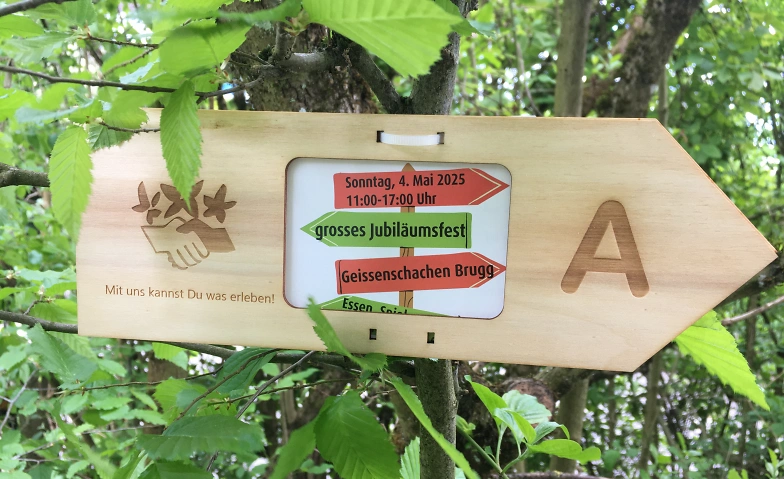 Sonntag, 4. Mai 2025
11:00-17:00 Uhr
grosses Jubiläumsfest
Geissenschachen Brugg
Essen,
Mit uns kannst Du was erleben!
A